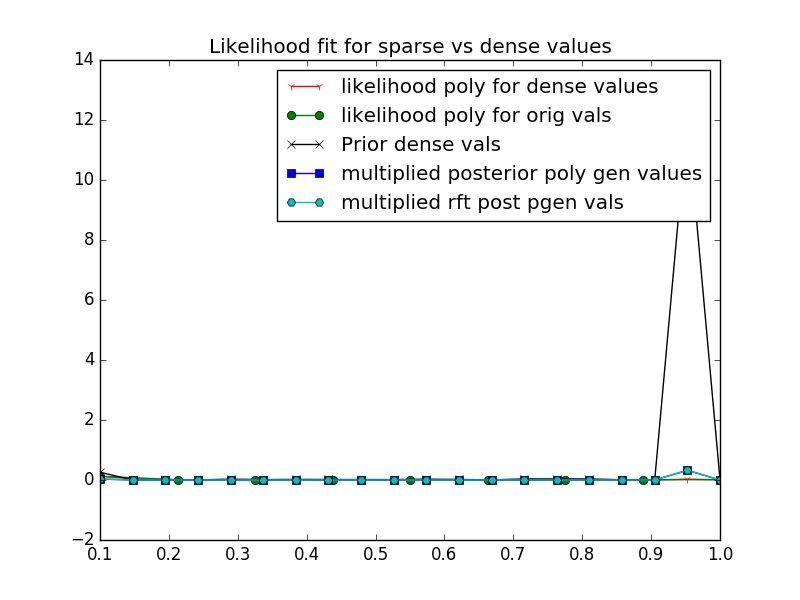 Likelihood fit for sparse vs dense values
14
12
10
8
6
4
2
0
−2
likelihood poly for dense values
likelihood poly for orig vals
Prior dense vals
multiplied posterior poly gen values
multiplied rft post pgen vals
0.1 0.2 0.3 0.4 0.5 0.6 0.7 0.8 0.9 1.0